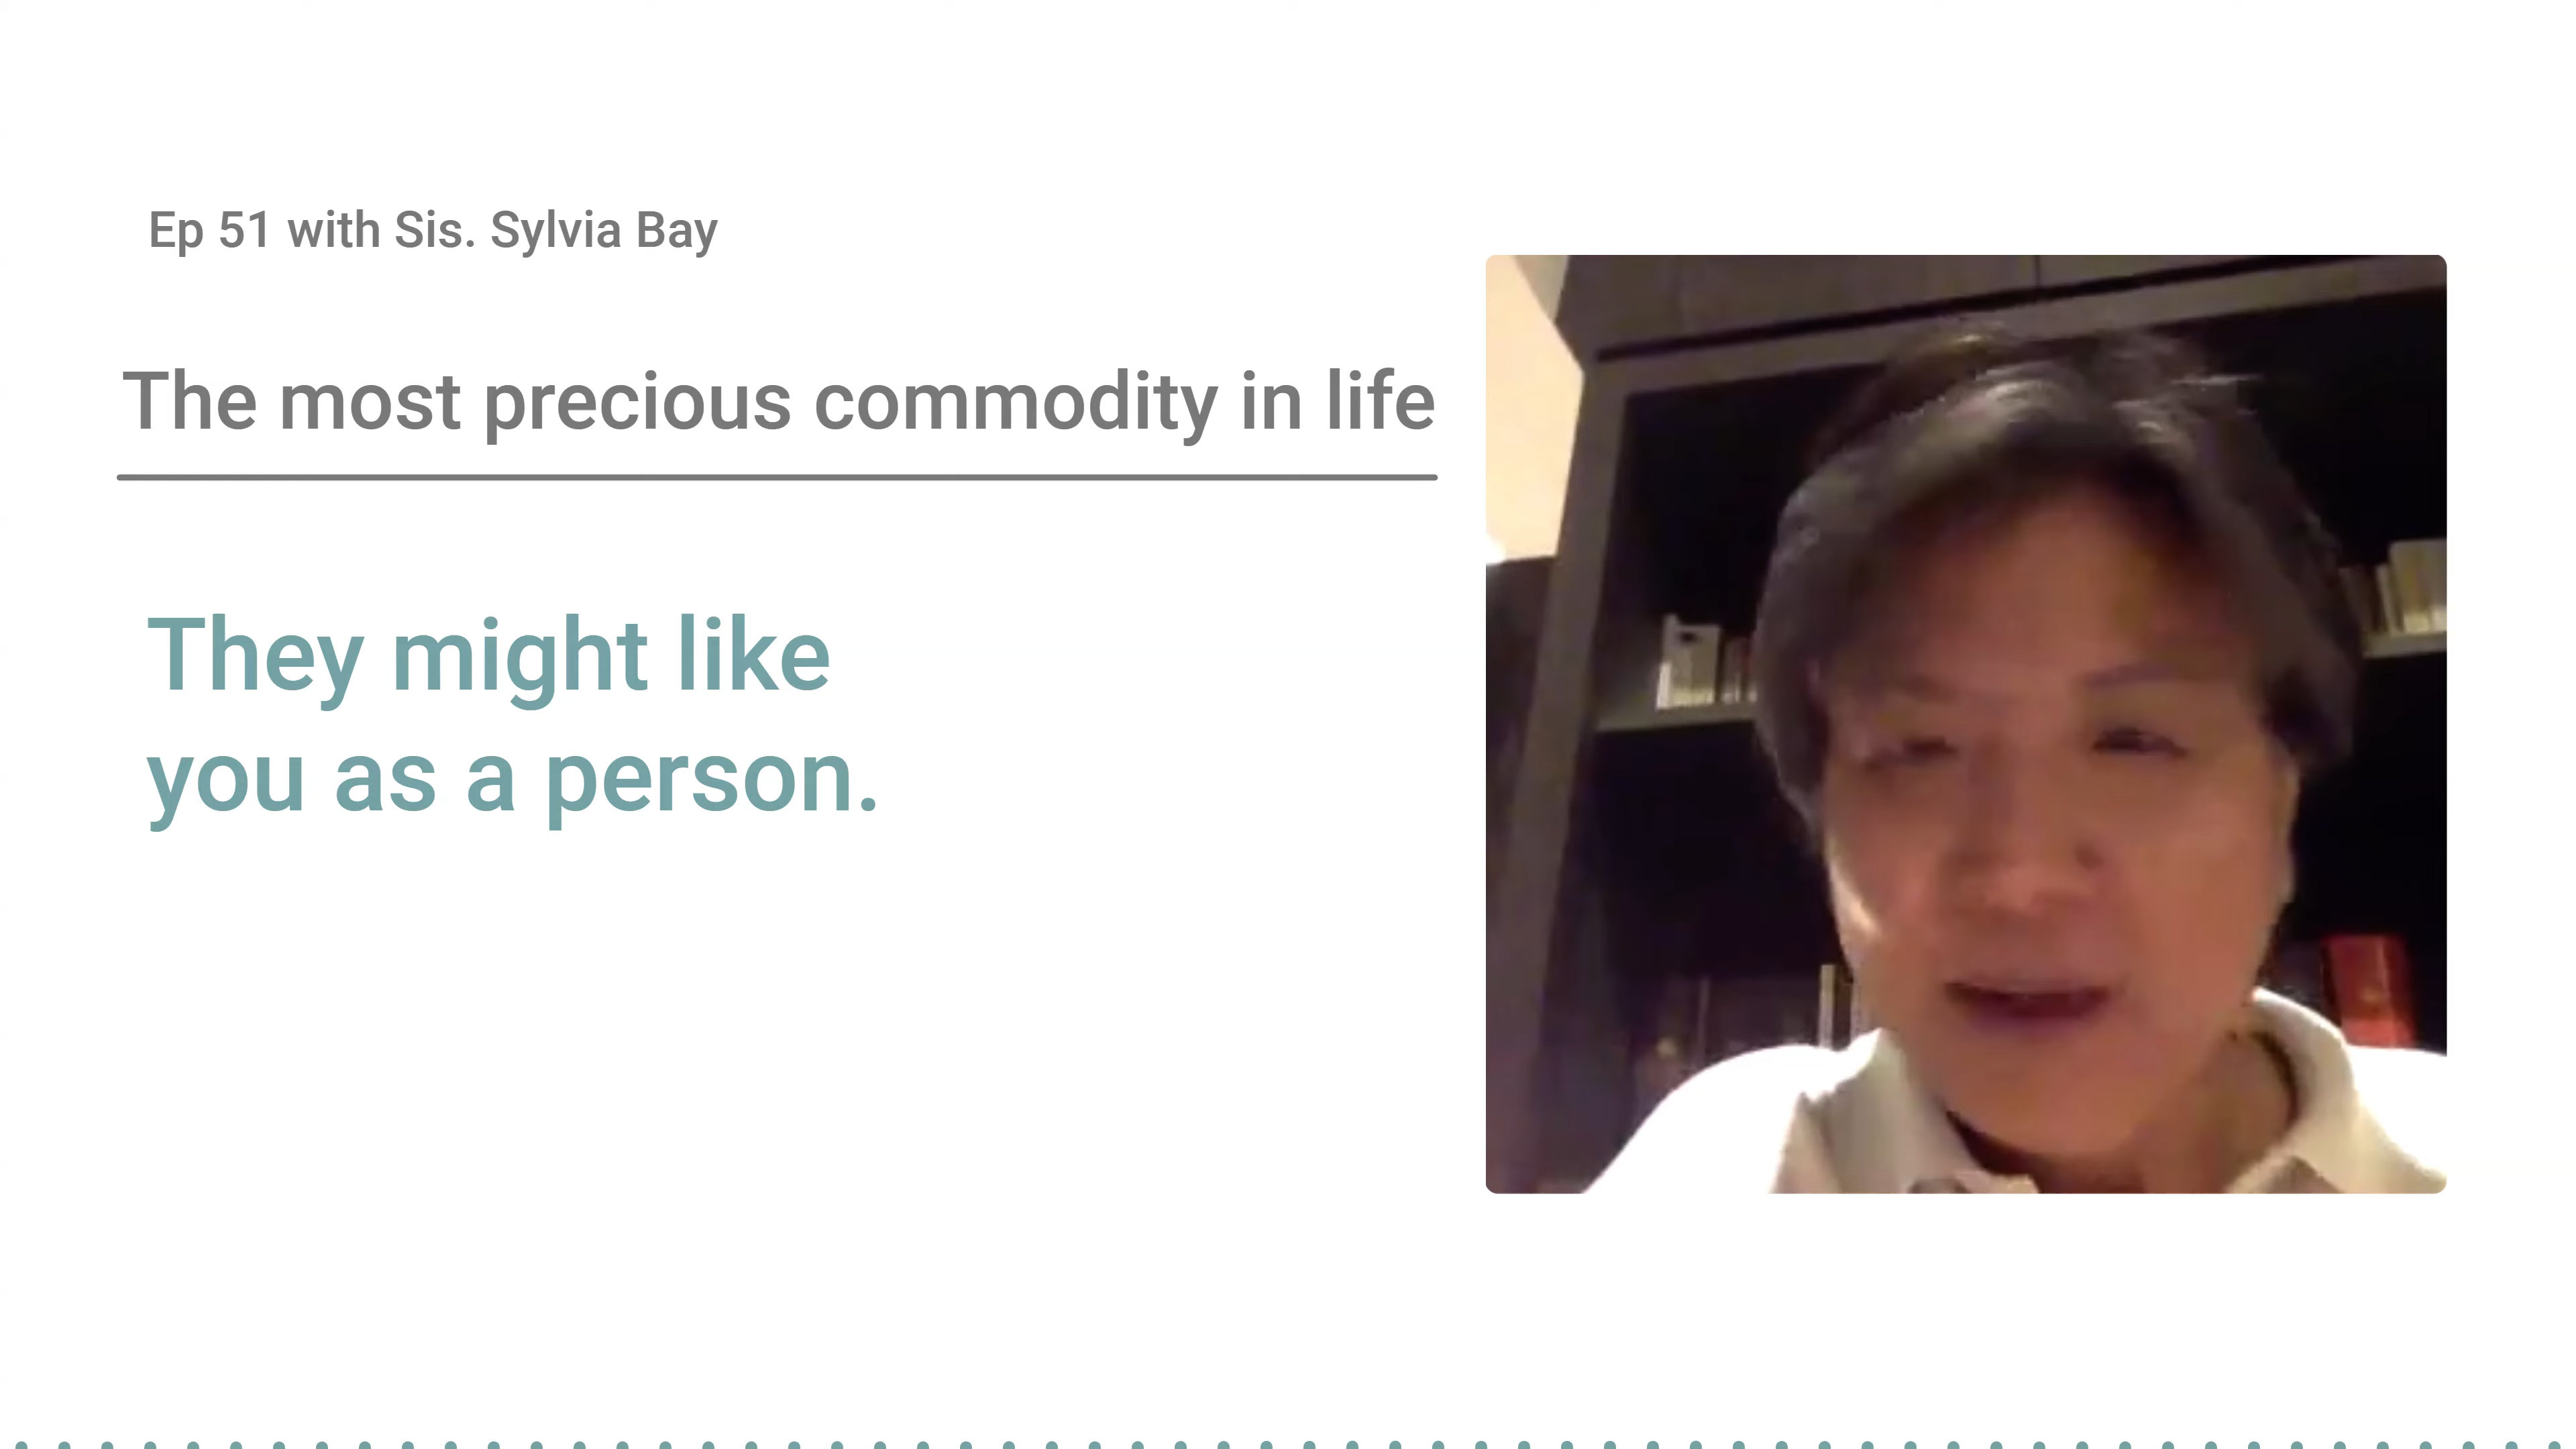 Ep 51 with Sis. Sylvia Bay
The most precious commodity in life
They might like
you as a person.